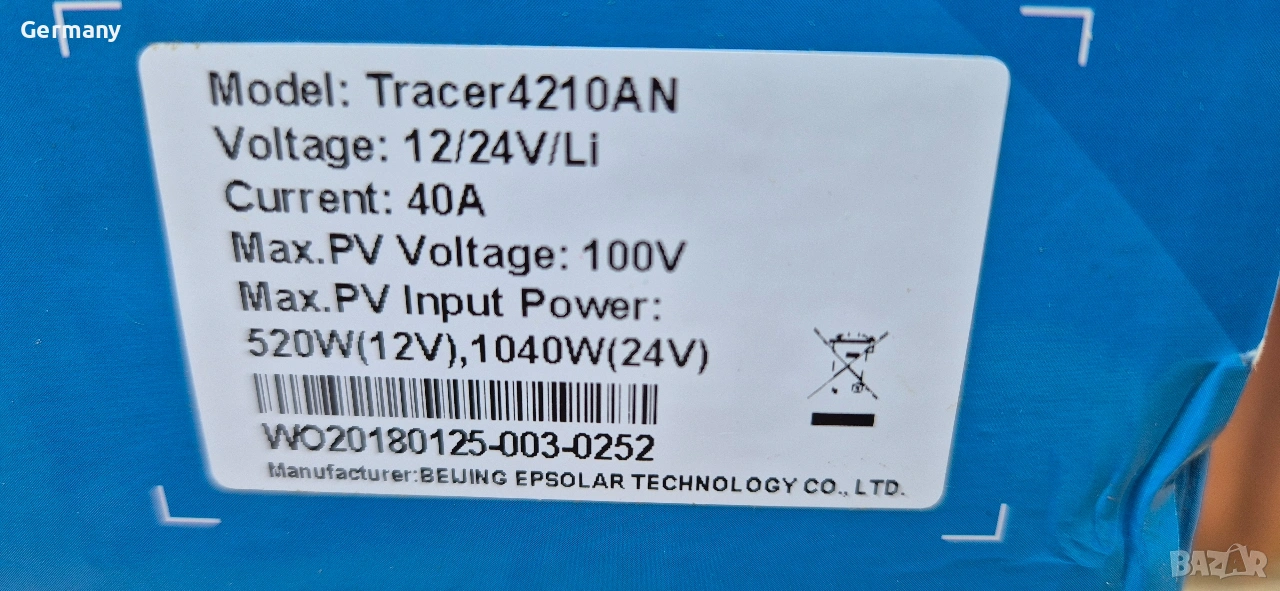 Germany
Model: Tracer4210AN
Voltage: 12/24V/Li
Current: 40A
Max.PV Voltage: 100V
Max.PV Input Power:
520W(12V),1040W(24V)
WO20180125-003-0252
Manufacturer:BEIJING EPSOLAR TECHNOLOGY CO., LTD.
BAZAR